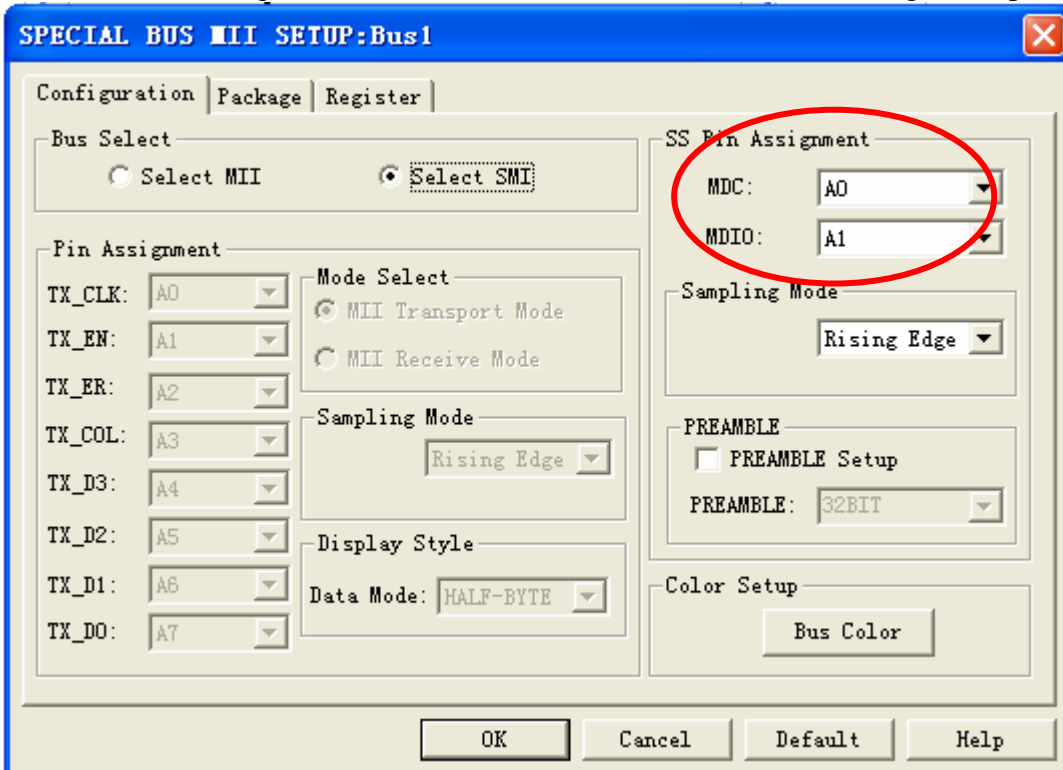 SPECIAL BUS MII SETUP:Bus1
Configuration Package Register
Bus Select
Select MII Select SMI
Pin Assignment
TX_CLK: A0
TX_EN: A1
TX_ER: A2
TX_COL: A3
TX_D3: A4
TX_D2: A5
TX_D1: A6
TX_D0: A7
Mode Select
MII Transport Mode
MII Receive Mode
Sampling Mode
Rising Edge
Display Style
Data Mode: HALF-BYTE
SS Pin Assignment
MDC: A0
MDIO: A1
Sampling Mode
Rising Edge
PREAMBLE
PREAMBLE Setup
PREAMBLE: 32BIT
Color Setup
Bus Color
OK Cancel Default Help